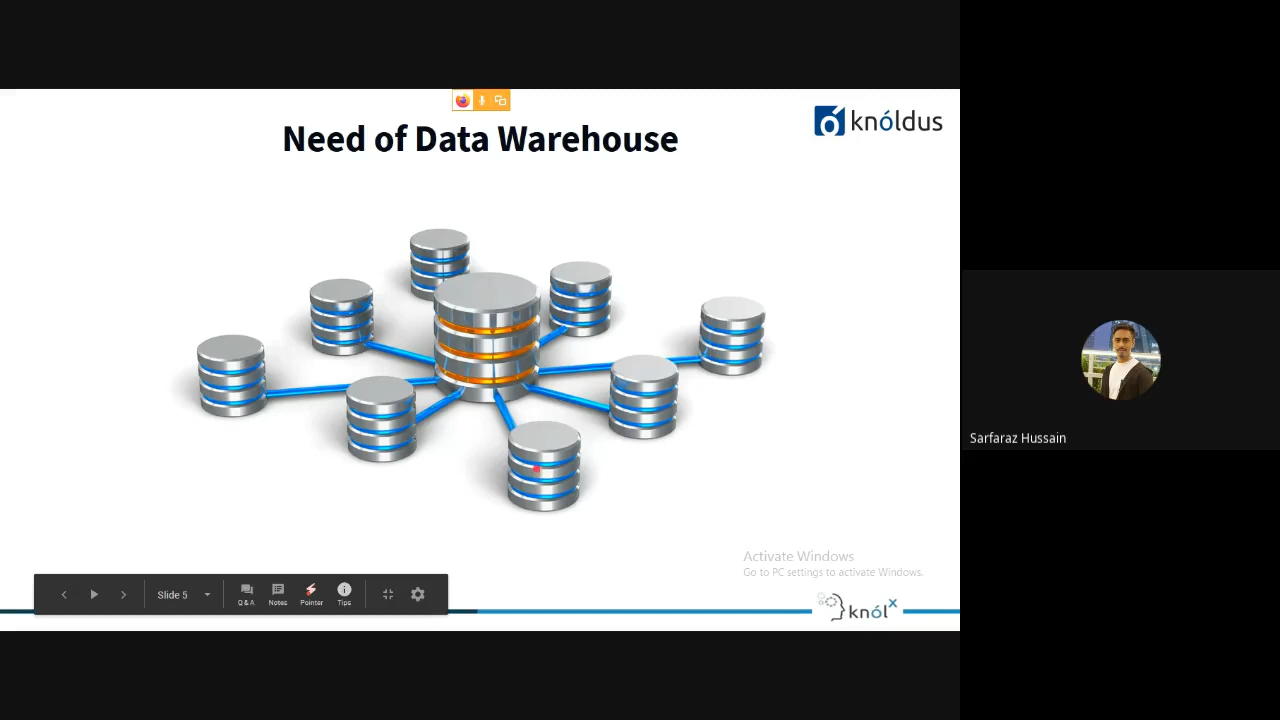 knóldus
Need of Data Warehouse
Sarfaraz Hussain
Activate Windows
Go to PC settings to activate Windows.
Slide 5
Q & A
Notes
Pointer
Tips
knólx